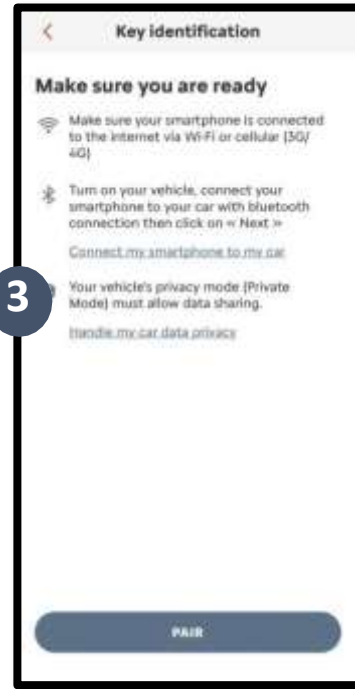 Key identification
Make sure you are ready
Make sure your smartphone is connected
to the internet via Wi-Fi or cellular (3G/
4G)
Turn on your vehicle, connect your
smartphone to your car with bluetooth
connection then click on « Next »
Connect my smartphone to my car
3
Your vehicle's privacy mode (Private
Mode) must allow data sharing.
Handle my car data privacy
PAIR